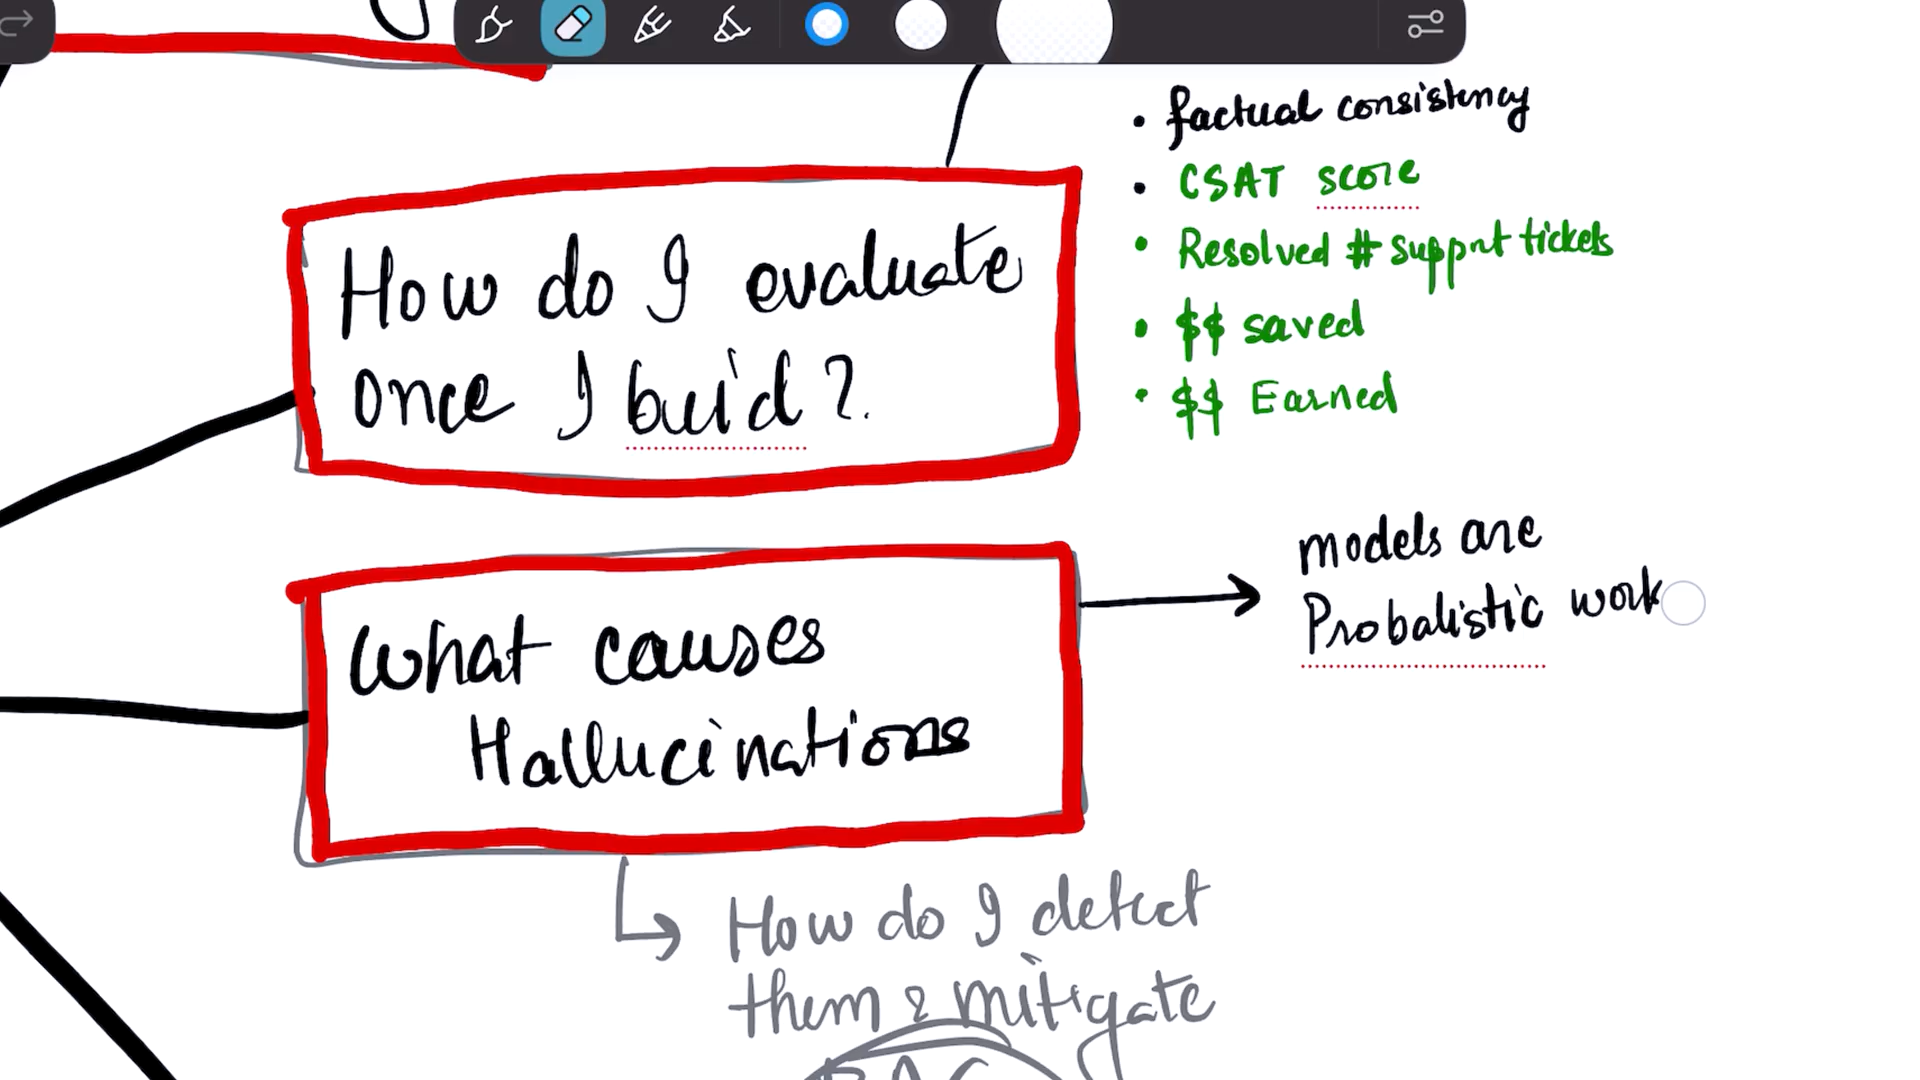 • factual consistency
• CSAT score
• Resolved # support tickets
• $$ saved
• $$ Earned
How do I evaluate
once I build?
models are
Probalistic work
What causes
Hallucinations
How do I detect
them & mitigate